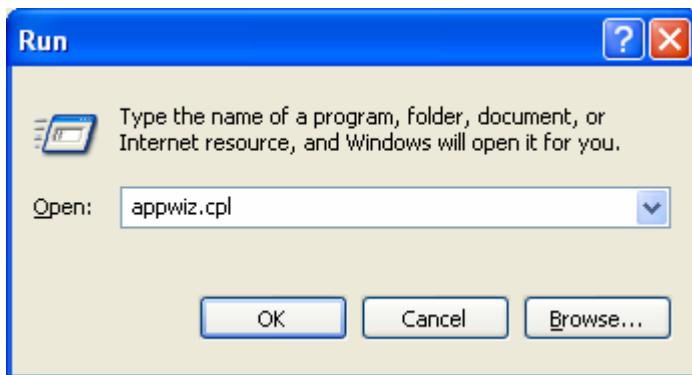 Run
Type the name of a program, folder, document, or
Internet resource, and Windows will open it for you.
Open: appwiz.cpl
OK Cancel Browse...